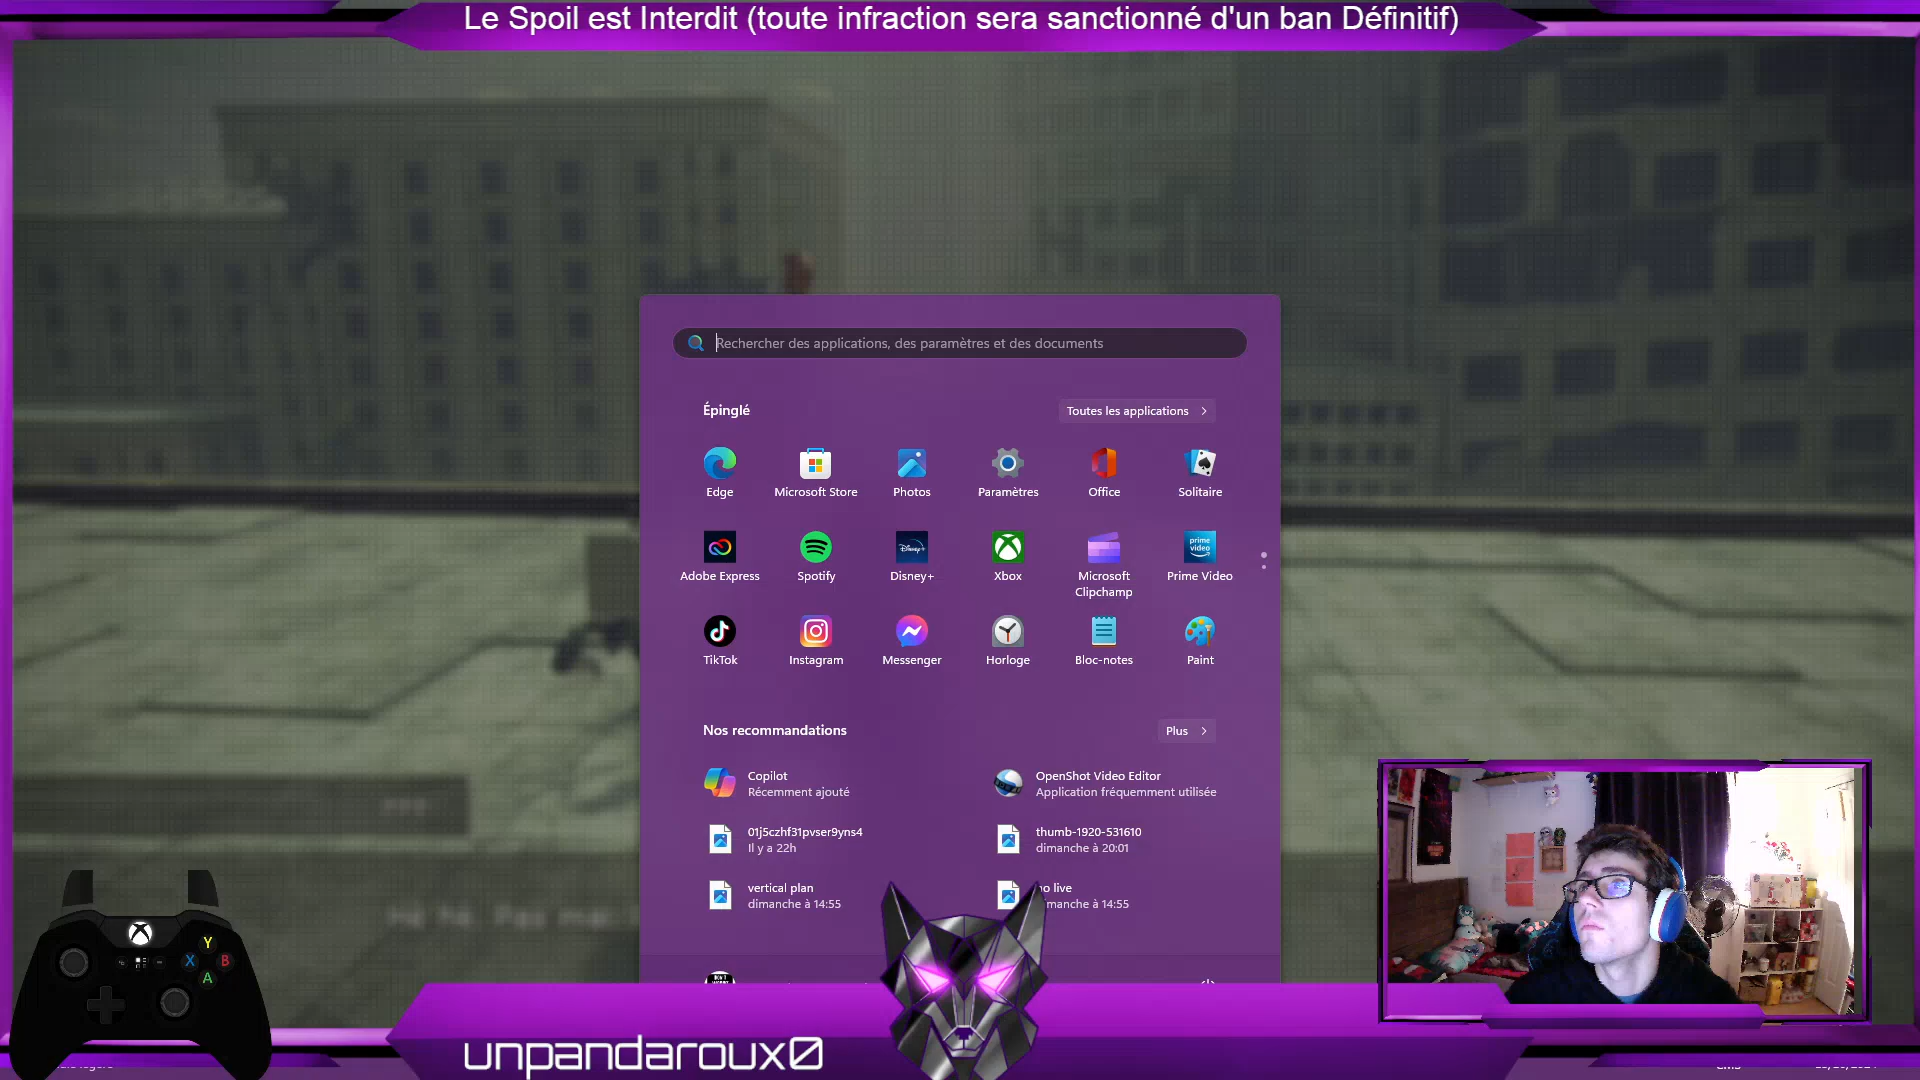 Le Spoil est Interdit (toute infraction sera sanctionné d'un ban Définitif)
Rechercher des applications, des paramètres et des documents
Épinglé
Toutes les applications
Edge
Microsoft Store
Photos
Paramètres
Office
Solitaire
prime video
Disney+
Adobe Express
Spotify
Disney+
Xbox
Microsoft
Clipchamp
Prime Video
TikTok
Instagram
Messenger
Horloge
Bloc-notes
Paint
Nos recommandations
Plus
Copilot
Récemment ajouté
OpenShot Video Editor
Application fréquemment utilisée
01j5czhf31pvser9yns4
Il y a 22h
thumb-1920-531610
dimanche à 20:01
vertical plan
dimanche à 14:55
live
à 14:55
Y
X
B
A
unpandaroux0